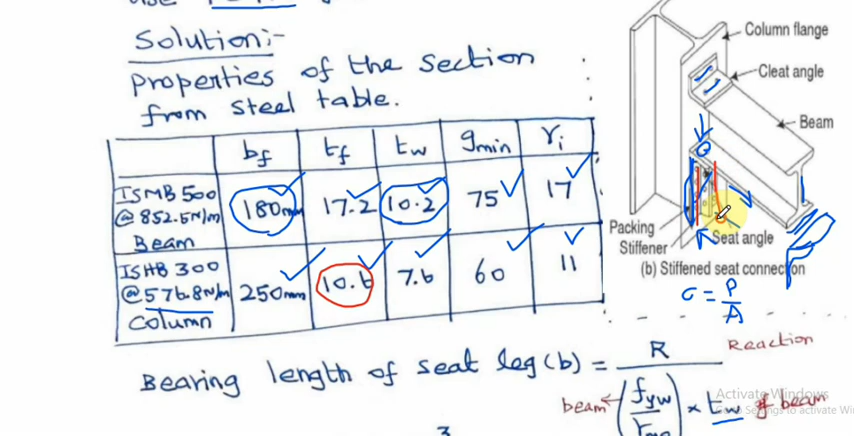 Solution:-
properties of the section
from steel table.
bf tf tw gmin ri
ISMB 500 @ 852.5N/m Beam 180mm 17.2 10.2 75 17
ISHB 300 @ 576.8N/m Column 250mm 10.6 7.6 60 11
Column flange
Cleat angle
Beam
Packing
Stiffener
Seat angle
(b) Stiffened seat connection
σ = P/A
Bearing length of seat leg (b) = R Reaction
beam (fyw/γmo) × tw of beam
Activate Windows
Go to Settings to activate Wi
3